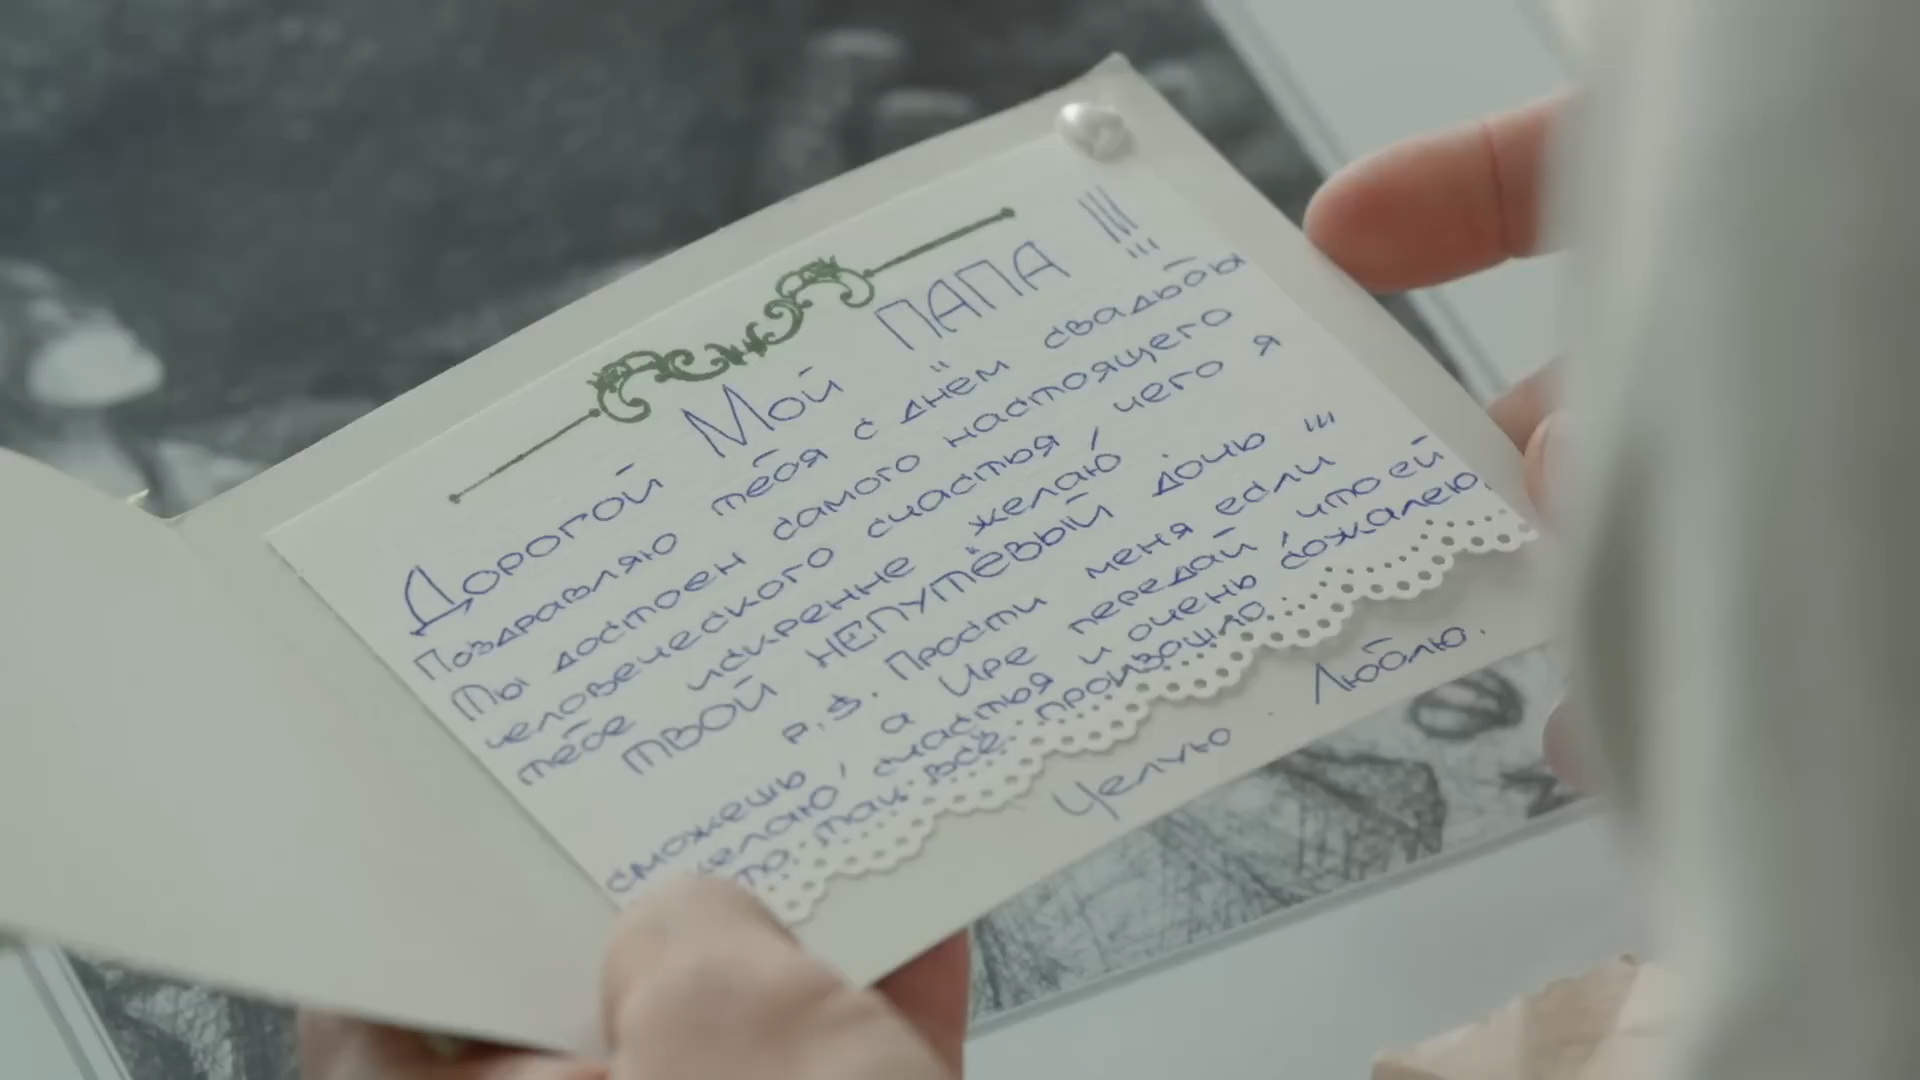 Дорогой Мой ПАПА !!!
Поздравляю тебя с днём свадьбы
Ты достоен самого настоящего
человеческого счастья, чего я
тебе искренне желаю
ТВОЙ НЕПУТЁВЫЙ дочь !!!
P.S. Прости меня если
сможешь, а Ире передай, что ей
желаю счастья и очень сожалею,
что так всё произошло.
Целую. Люблю.